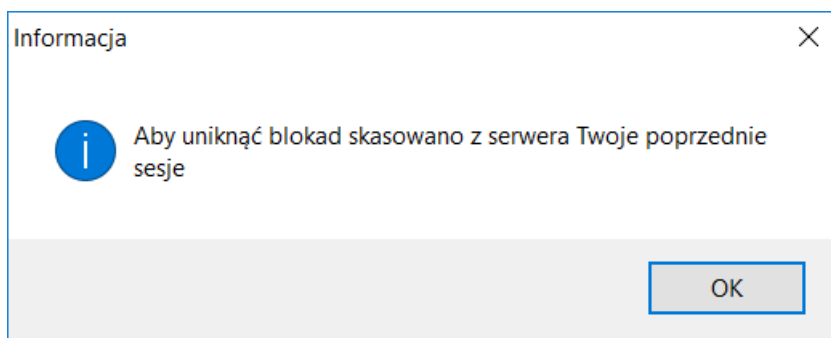 Informacja
Aby uniknąć blokad skasowano z serwera Twoje poprzednie
sesje
OK